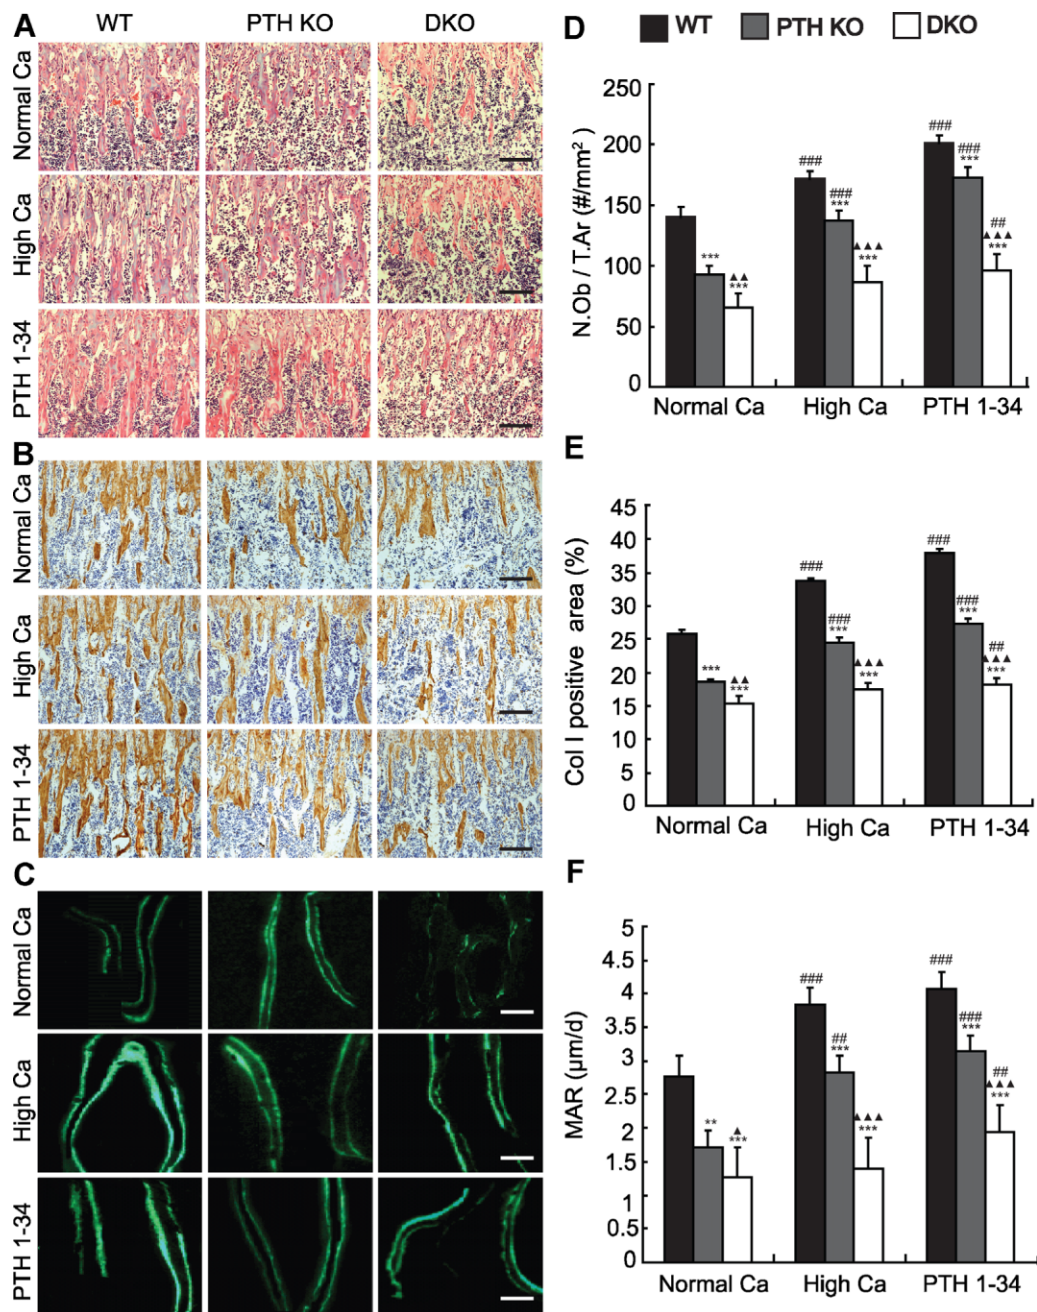 A
WT
PTH KO
DKO
Normal Ca
High Ca
PTH 1-34
B
Normal Ca
High Ca
PTH 1-34
C
Normal Ca
High Ca
PTH 1-34
D
WT
PTH KO
DKO
N.Ob / T.Ar (#/mm²)
250
200
150
100
50
0
***
▲▲
***
###
###
***
▲▲▲
***
###
###
***
##
▲▲▲
***
Normal Ca
High Ca
PTH 1-34
E
Col I positive area (%)
45
40
35
30
25
20
15
10
5
0
***
▲▲
***
###
###
***
▲▲▲
***
###
###
***
##
▲▲▲
***
Normal Ca
High Ca
PTH 1-34
F
MAR (µm/d)
5
4.5
4
3.5
3
2.5
2
1.5
1
0.5
0
**
▲
***
###
##
***
▲▲▲
***
###
###
***
##
▲▲▲
***
Normal Ca
High Ca
PTH 1-34